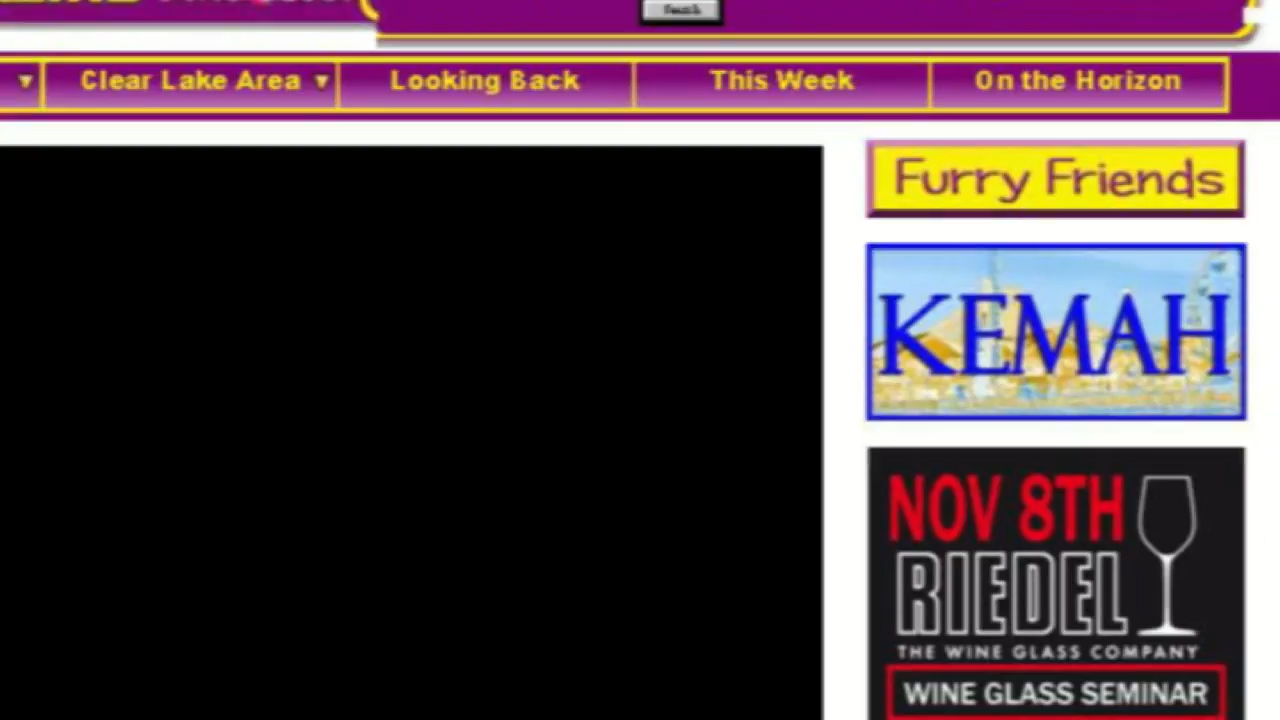 Clear Lake Area
Looking Back
This Week
On the Horizon
Furry Friends
KEMAH
NOV 8TH
RIEDEL
THE WINE GLASS COMPANY
WINE GLASS SEMINAR